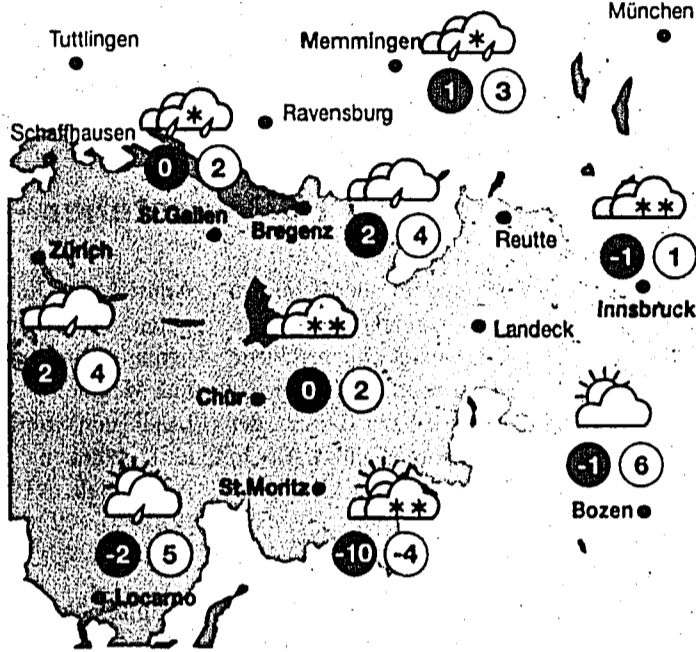 München
Tuttlingen
Memmingen
1 3
Ravensburg
Schaffhausen
0 2
St.Gallen
Bregenz
2 4
Reutte
-1 1
Zürich
Innsbruck
Landeck
2 4
Chur
0 2
-1 6
St.Moritz
Bozen
-2 5
-10 -4
Locarno